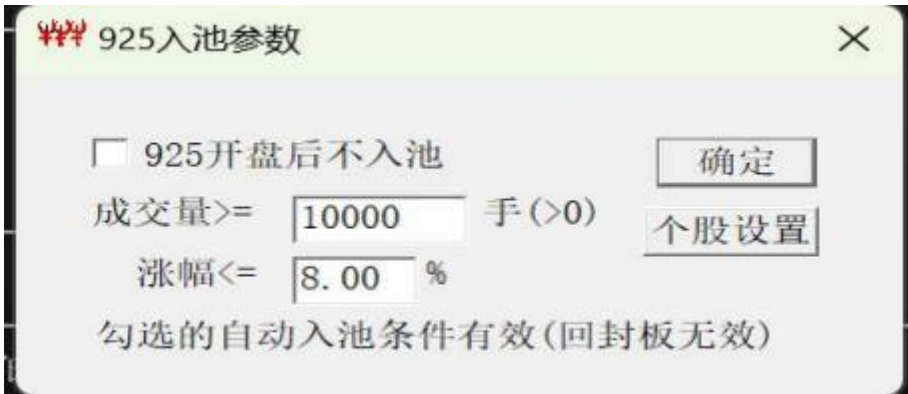 925入池参数
925开盘后不入池
确定
成交量>= 10000 手(>0)
个股设置
涨幅<= 8.00 %
勾选的自动入池条件有效(回封板无效)